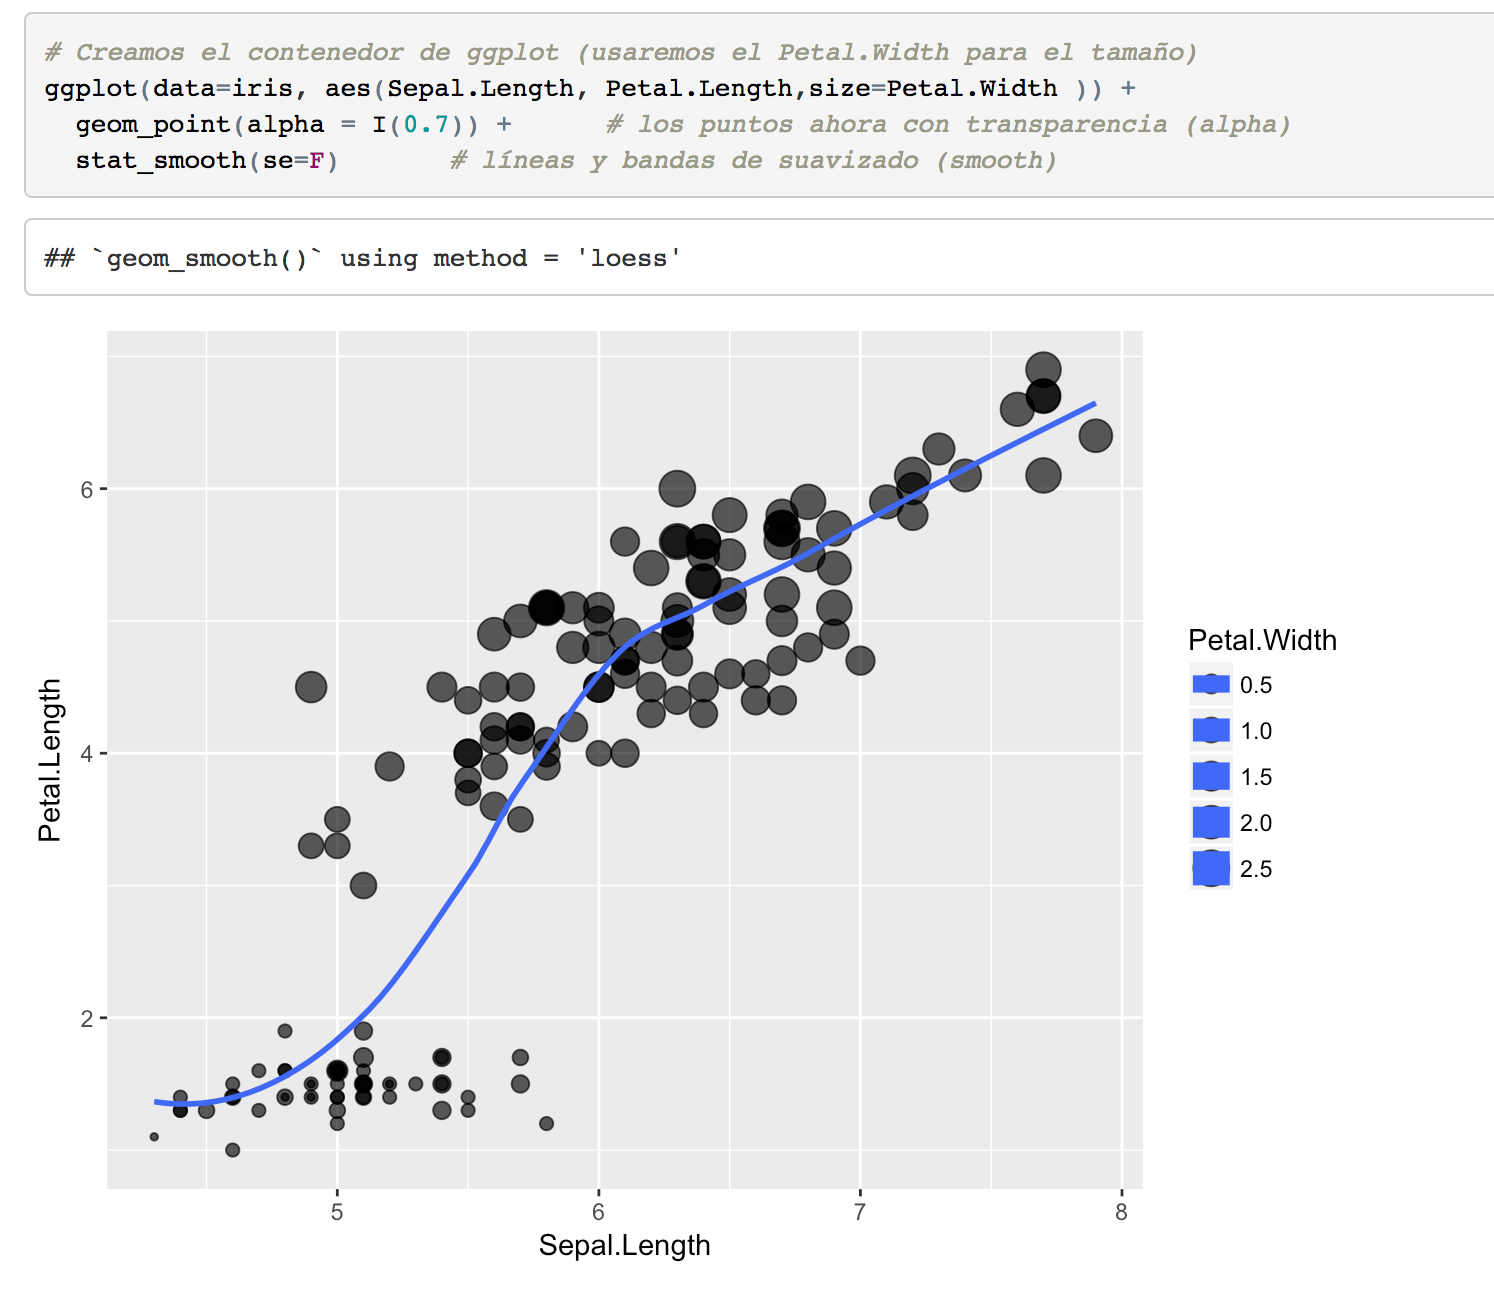 # Creamos el contenedor de ggplot (usaremos el Petal.Width para el tamaño)
ggplot(data=iris, aes(Sepal.Length, Petal.Length,size=Petal.Width )) +
  geom_point(alpha = I(0.7)) +      # los puntos ahora con transparencia (alpha)
  stat_smooth(se=F)       # líneas y bandas de suavizado (smooth)
## `geom_smooth()` using method = 'loess'
6
4
2
Petal.Length
5 6 7 8
Sepal.Length
Petal.Width
0.5
1.0
1.5
2.0
2.5